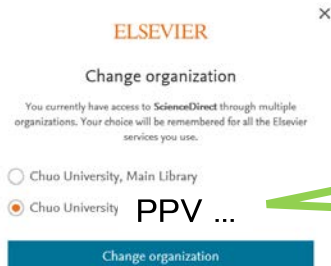 ELSEVIER
Change organization
You currently have access to ScienceDirect through multiple
organizations. Your choice will be remembered for all the Elsevier
services you use.
Chuo University, Main Library
Chuo University PPV ...
Change organization